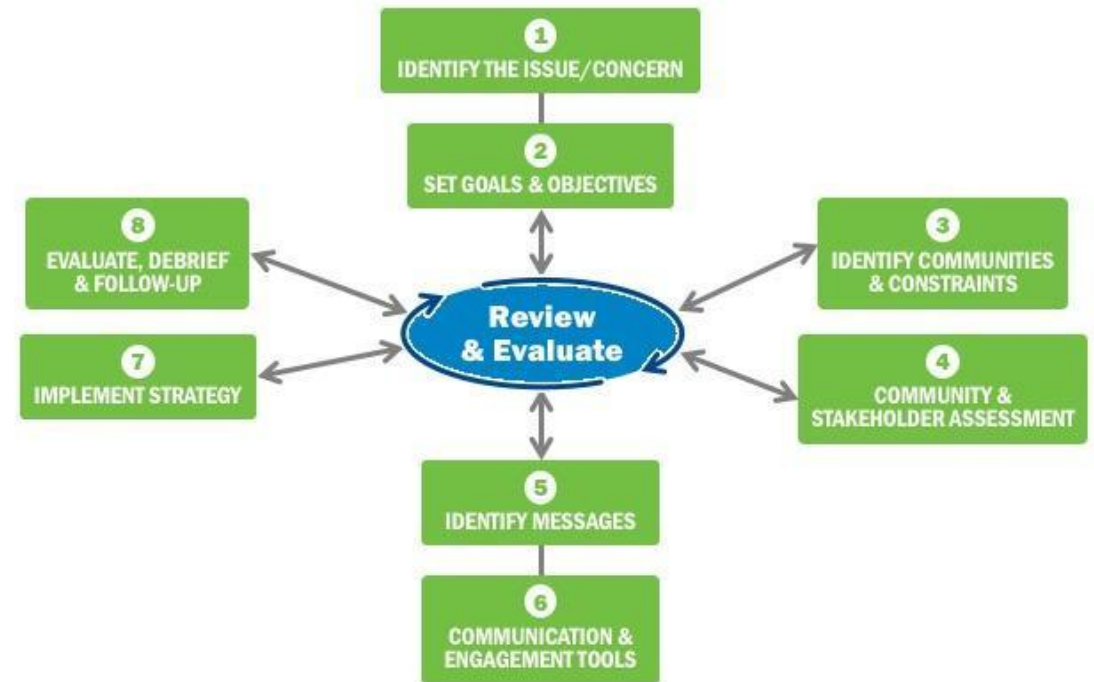 1
IDENTIFY THE ISSUE/CONCERN
2
SET GOALS & OBJECTIVES
3
IDENTIFY COMMUNITIES
& CONSTRAINTS
4
COMMUNITY &
STAKEHOLDER ASSESSMENT
5
IDENTIFY MESSAGES
6
COMMUNICATION &
ENGAGEMENT TOOLS
7
IMPLEMENT STRATEGY
8
EVALUATE, DEBRIEF
& FOLLOW-UP
Review
& Evaluate